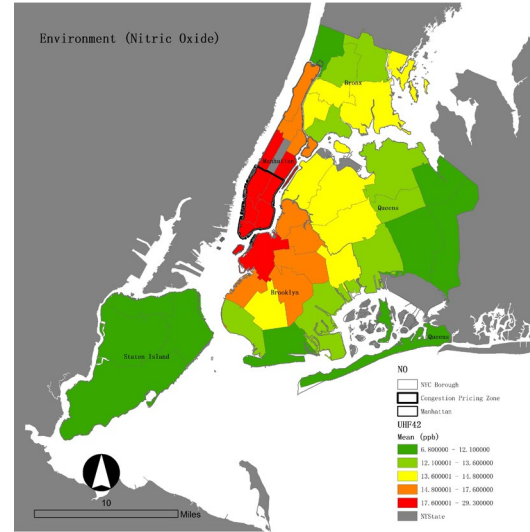 Environment (Nitric Oxide)
Bronx
Manhattan
Queens
Brooklyn
Staten Island
Queens
NO
NYC Borough
Congestion Pricing Zone
Manhattan
UHF42
Mean (ppb)
6.800000 - 12.100000
12.100001 - 13.600000
13.600001 - 14.800000
14.800001 - 17.600000
17.600001 - 29.300000
NYState
10
Miles